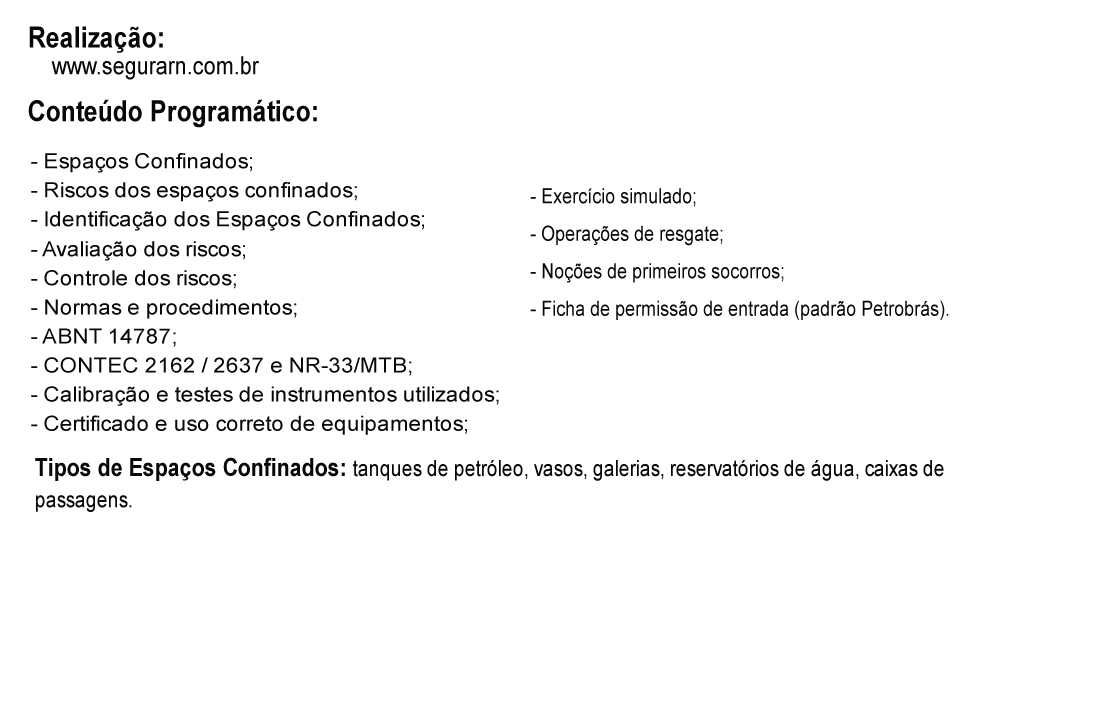 Realização:
www.segurarn.com.br
Conteúdo Programático:
- Espaços Confinados;
- Riscos dos espaços confinados;
- Identificação dos Espaços Confinados;
- Avaliação dos riscos;
- Controle dos riscos;
- Normas e procedimentos;
- ABNT 14787;
- CONTEC 2162 / 2637 e NR-33/MTB;
- Calibração e testes de instrumentos utilizados;
- Certificado e uso correto de equipamentos;
- Exercício simulado;
- Operações de resgate;
- Noções de primeiros socorros;
- Ficha de permissão de entrada (padrão Petrobrás).
Tipos de Espaços Confinados: tanques de petróleo, vasos, galerias, reservatórios de água, caixas de
passagens.